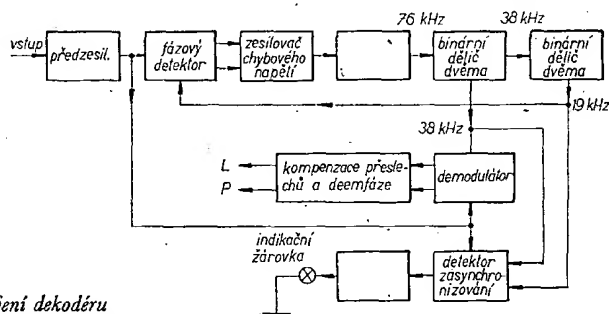 76 kHz
38 kHz
vstup
předzesil.
fázový
detektor
zesilovač
chybového
napětí
binární
dělič
dvěma
binární
dělič
dvěma
19 kHz
38 kHz
L
P
kompenzace přesle-
chů a deemfáze
demodulátor
indikační
žárovka
detektor
zasynchro-
nizování
ení dekodéru